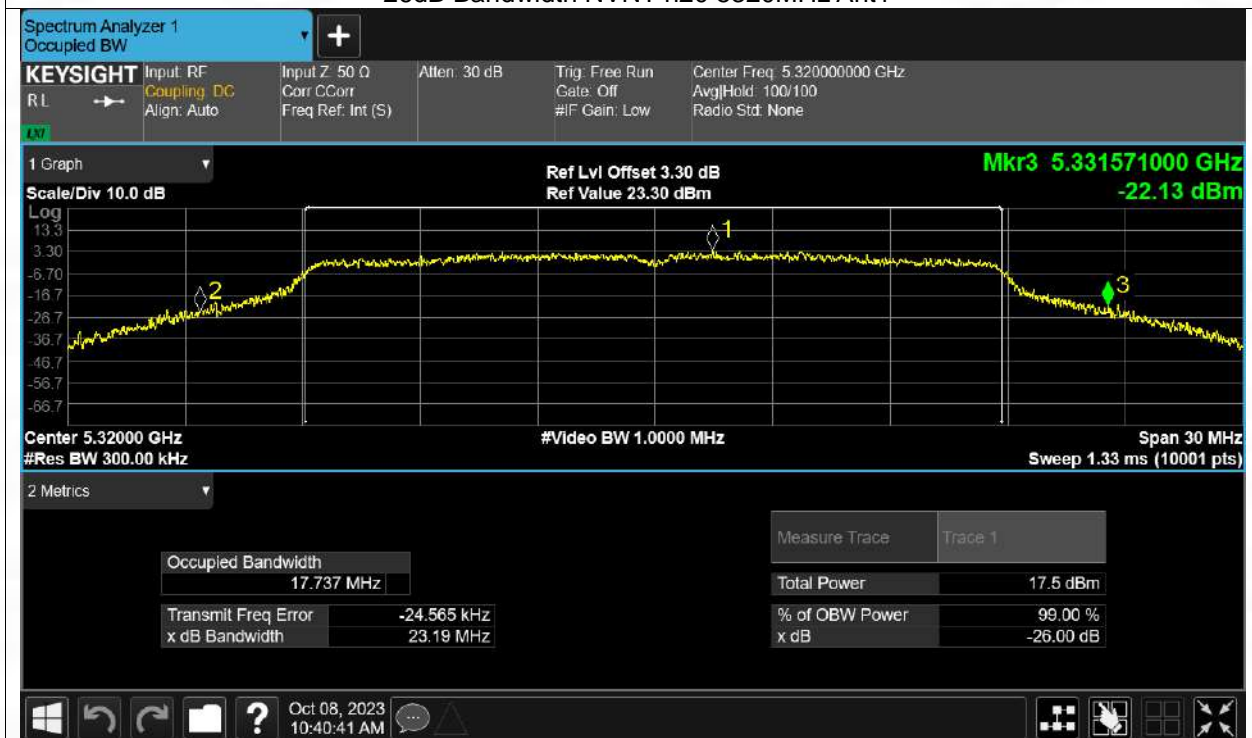 Spectrum Analyzer 1
Occupied BW
KEYSIGHT
RL
LXI
Input: RF
Coupling: DC
Align: Auto
Input Z: 50 Ω
Corr CCorr
Freq Ref: Int (S)
Atten: 30 dB
Trig: Free Run
Gate: Off
#IF Gain: Low
Center Freq: 5.320000000 GHz
Avg|Hold: 100/100
Radio Std: None
1 Graph
Scale/Div 10.0 dB
Ref Lvl Offset 3.30 dB
Ref Value 23.30 dBm
Mkr3 5.331571000 GHz
-22.13 dBm
Log
13.3
3.30
-6.70
-16.7
-26.7
-36.7
-46.7
-56.7
-66.7
1
2
3
Center 5.32000 GHz
#Res BW 300.00 kHz
#Video BW 1.0000 MHz
Span 30 MHz
Sweep 1.33 ms (10001 pts)
2 Metrics
Occupied Bandwidth
17.737 MHz
Transmit Freq Error -24.565 kHz
x dB Bandwidth 23.19 MHz
Measure Trace Trace 1
Total Power 17.5 dBm
% of OBW Power 99.00 %
x dB -26.00 dB
?
Oct 08, 2023
10:40:41 AM